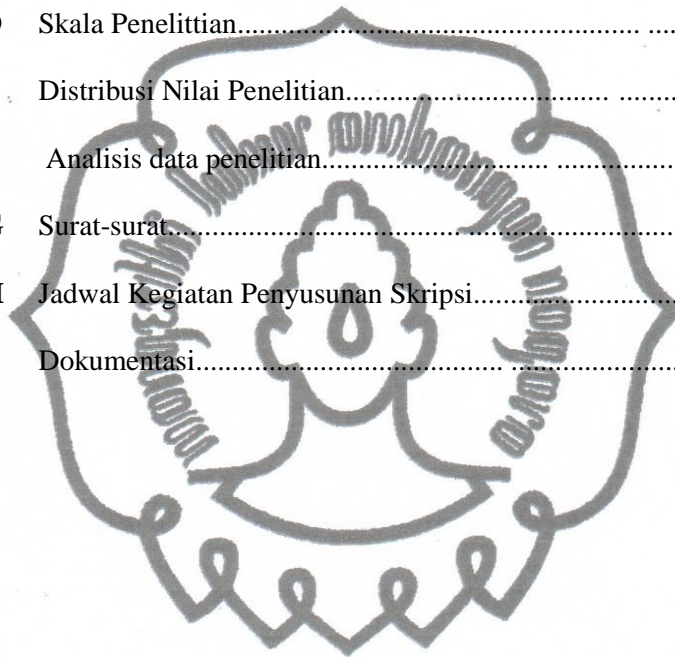 Skala Penelittian................................................... ....
Distribusi Nilai Penelitian................................. ........
Analisis data penelitian............................. ................
Surat-surat...................................... ..........................
Jadwal Kegiatan Penyusunan Skripsi.........................
Dokumentasi....................................... .....................